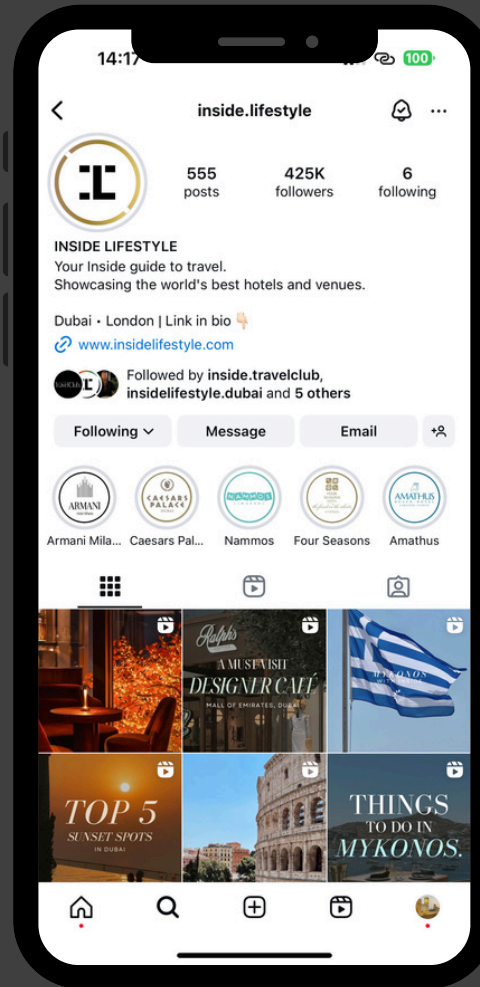 14:17
100
inside.lifestyle
555
posts
425K
followers
6
following
INSIDE LIFESTYLE
Your Inside guide to travel.
Showcasing the world's best hotels and venues.
Dubai • London | Link in bio 👇🏻
www.insidelifestyle.com
Followed by inside.travelclub,
insidelifestyle.dubai and 5 others
Following
Message
Email
ARMANI
CAESARS
PALACE
DUBAI
NAMMOS
FOUR
SEASONS
AMATHUS
Armani Mila...
Caesars Pal...
Nammos
Four Seasons
Amathus
Ralph's
A MUST VISIT
DESIGNER CAFÉ
MALL OF EMIRATES, DUBAI
MYKONOS
TOP 5
SUNSET SPOTS
IN DUBAI
THINGS
TO DO IN
MYKONOS.